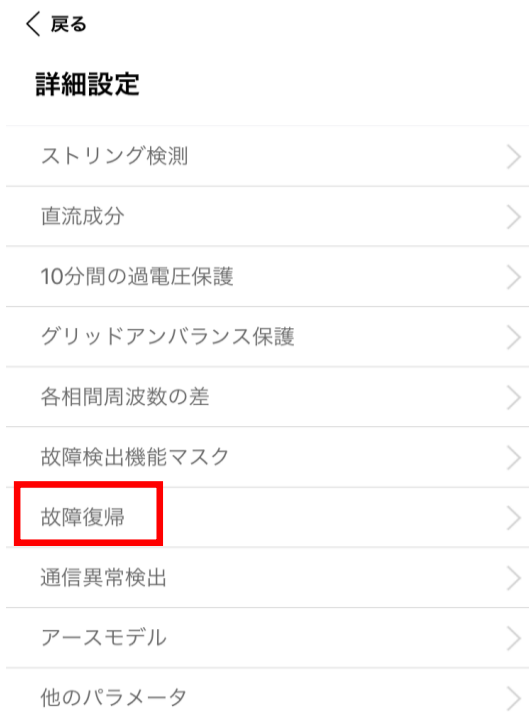 戻る
詳細設定
ストリング検測
直流成分
10分間の過電圧保護
グリッドアンバランス保護
各相間周波数の差
故障検出機能マスク
故障復帰
通信異常検出
アースモデル
他のパラメータ